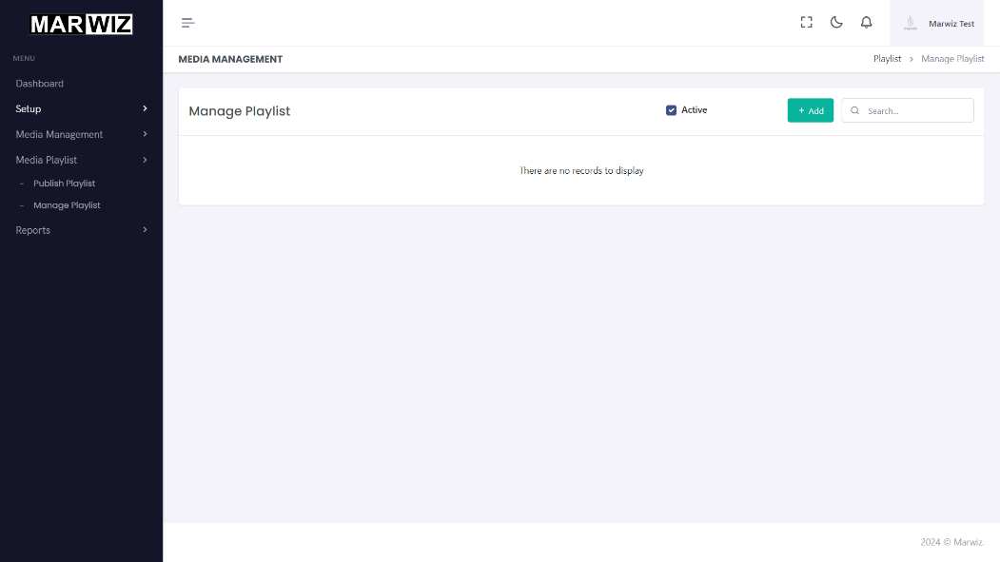 MARWIZ
MENU
Dashboard
Setup
Media Management
Media Playlist
– Publish Playlist
– Manage Playlist
Reports
Marwiz Test
MEDIA MANAGEMENT
Playlist > Manage Playlist
Manage Playlist
Active
+ Add
Search...
There are no records to display
2024 © Marwiz.